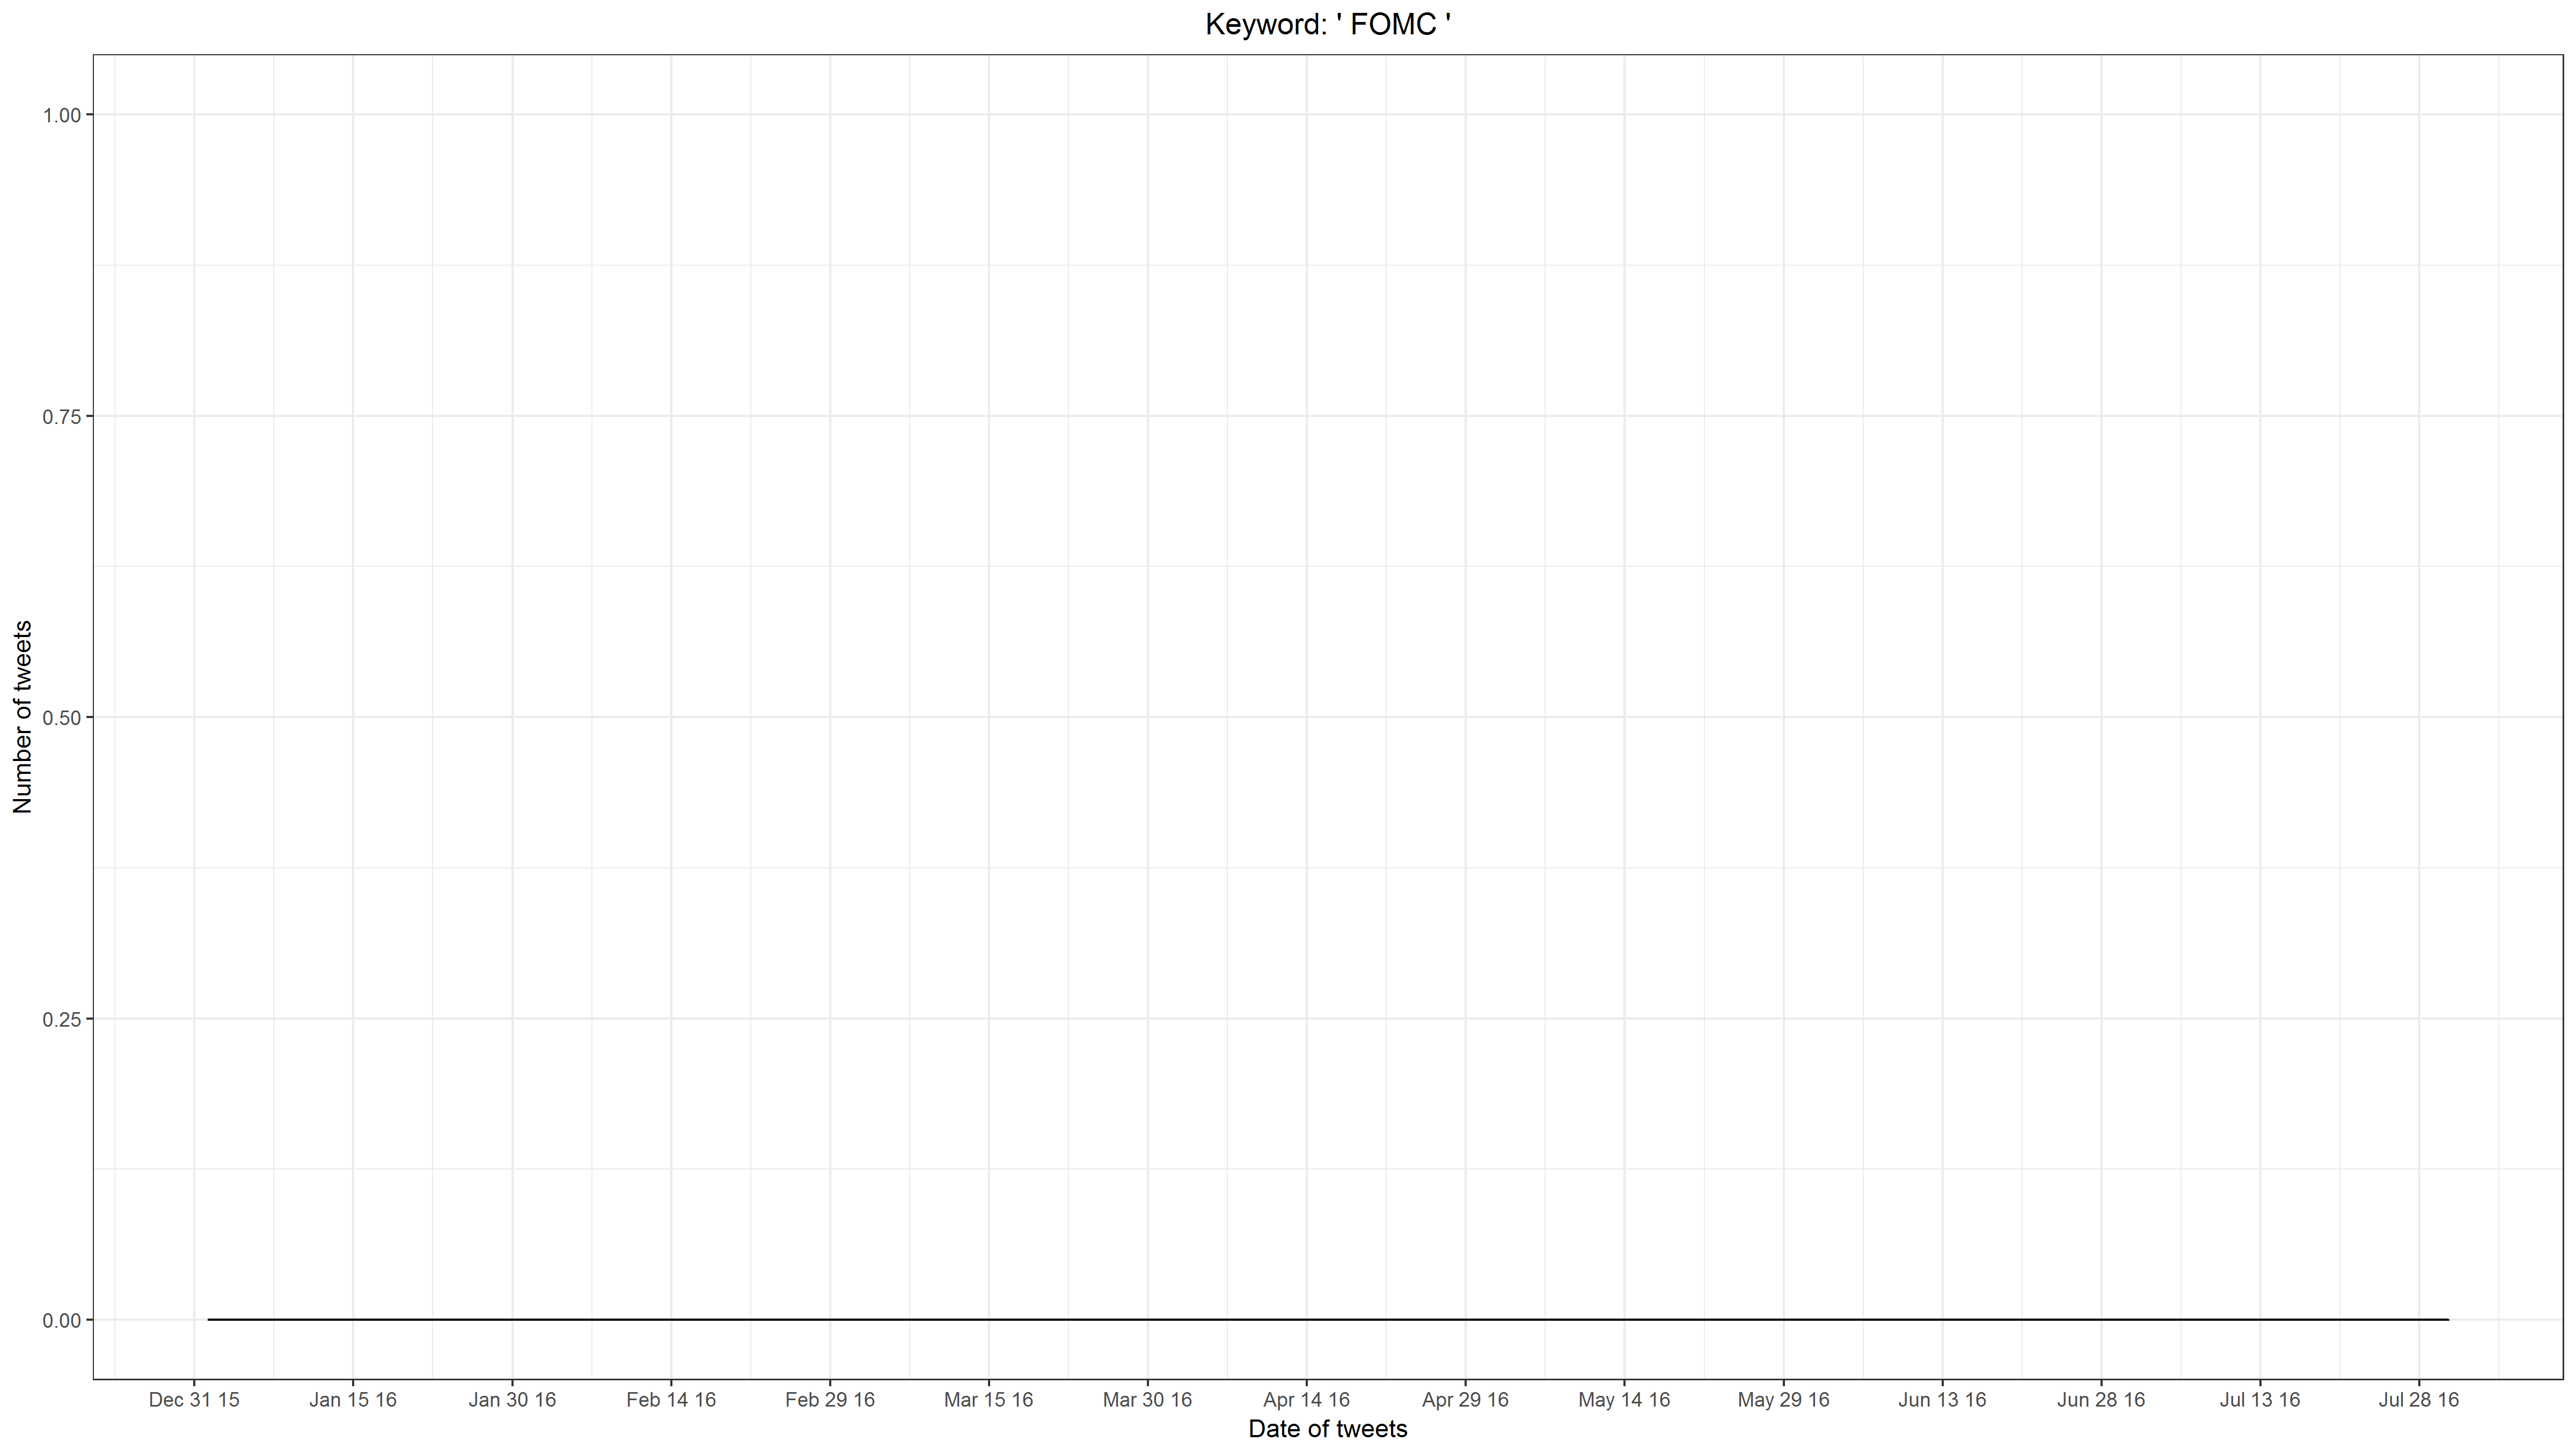 Keyword: ' FOMC '
1.00
0.75
0.50
0.25
0.00
Number of tweets
Dec 31 15 Jan 15 16 Jan 30 16 Feb 14 16 Feb 29 16 Mar 15 16 Mar 30 16 Apr 14 16 Apr 29 16 May 14 16 May 29 16 Jun 13 16 Jun 28 16 Jul 13 16 Jul 28 16
Date of tweets